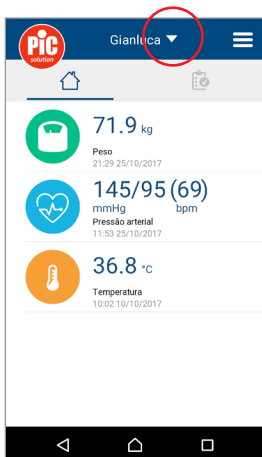 PiC
solution
Gianluca
71.9 kg
Peso
21:29 25/10/2017
145/95 (69)
mmHg bpm
Pressão arterial
11:53 25/10/2017
36.8 °C
Temperatura
10:02 10/10/2017